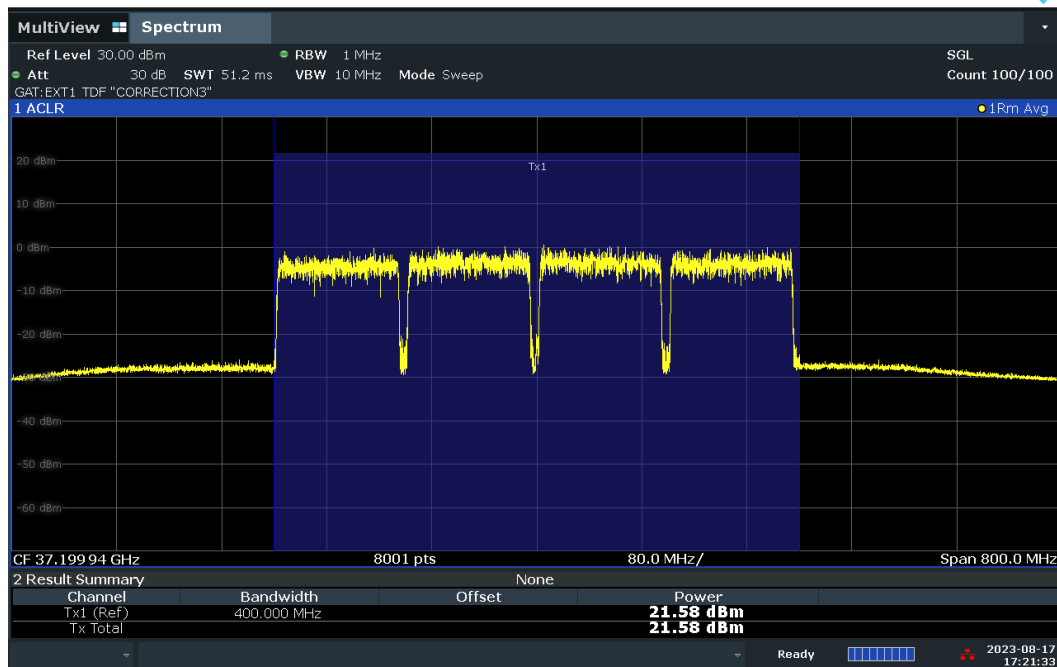 MultiView Spectrum
Ref Level 30.00 dBm RBW 1 MHz SGL
Att 30 dB SWT 51.2 ms VBW 10 MHz Mode Sweep Count 100/100
GAT:EXT1 TDF "CORRECTION3"
1 ACLR 1Rm Avg
Tx1
20 dBm
10 dBm
0 dBm
-10 dBm
-20 dBm
-30 dBm
-40 dBm
-50 dBm
-60 dBm
CF 37.19994 GHz 8001 pts 80.0 MHz/ Span 800.0 MHz
2 Result Summary None
Channel Bandwidth Offset Power
Tx1 (Ref) 400.000 MHz 21.58 dBm
Tx Total 21.58 dBm
Ready 2023-08-17
17:21:33